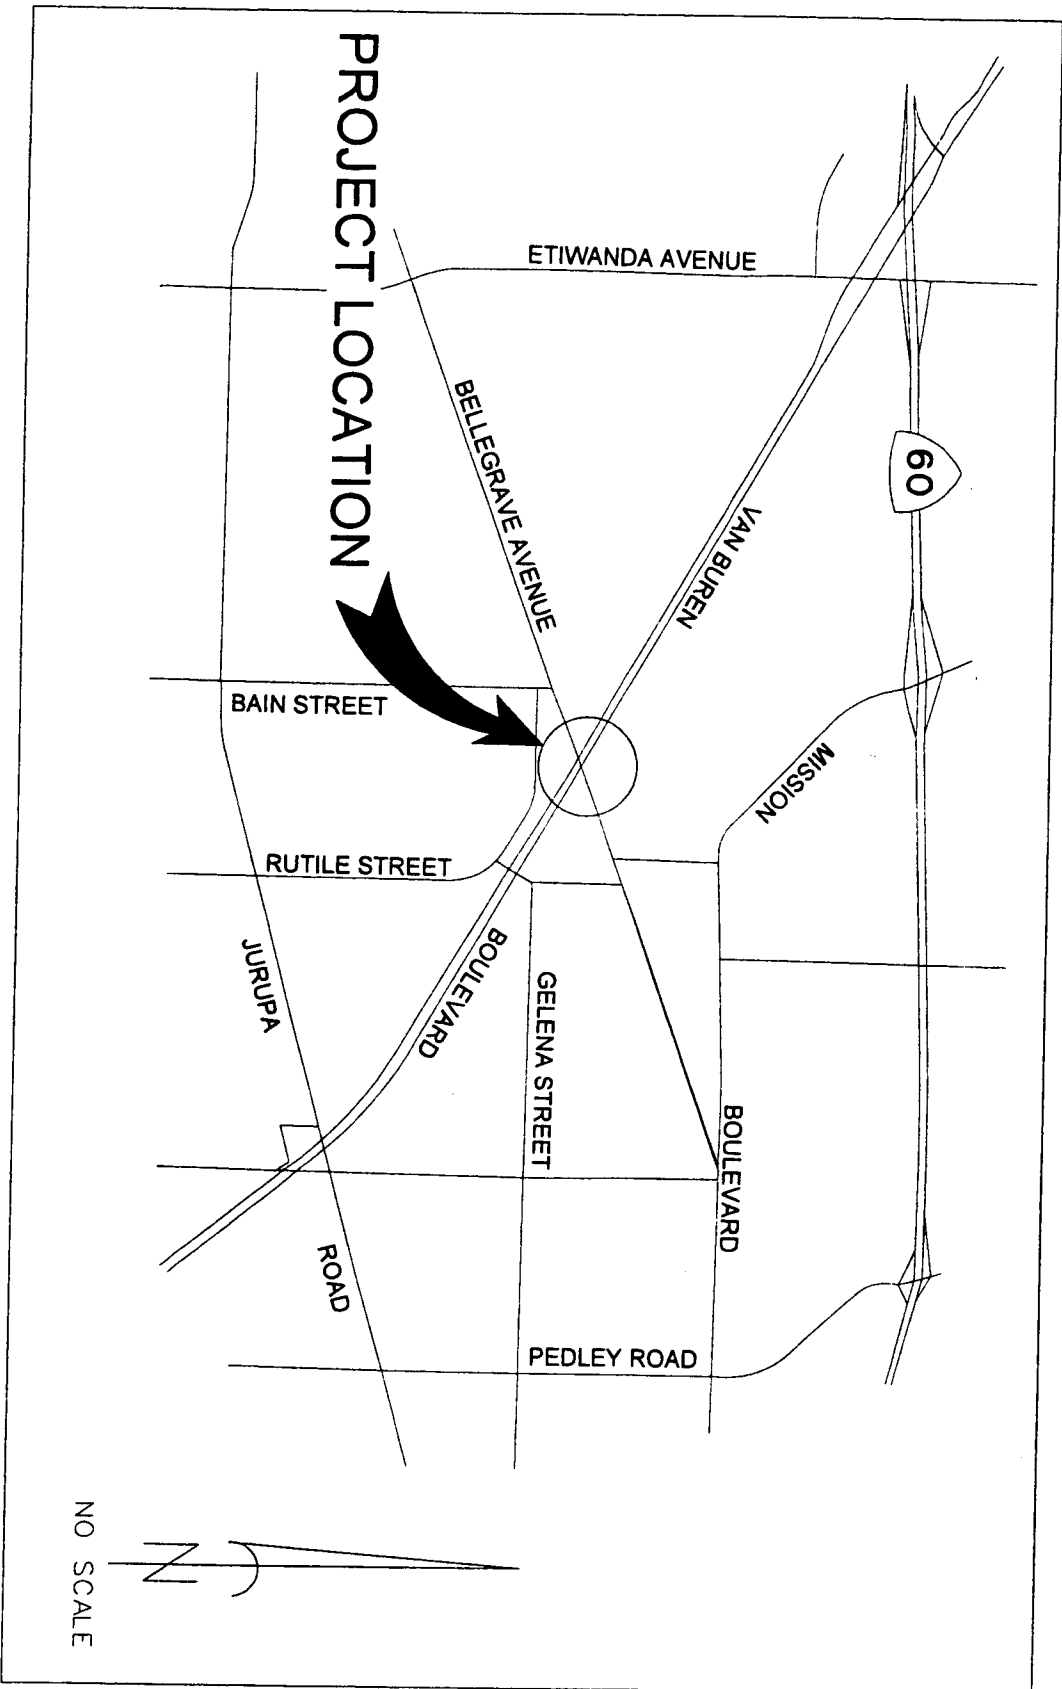 60
ETIWANDA AVENUE
VAN BUREN
MISSION
BELLEGRAVE AVENUE
PROJECT LOCATION
BAIN STREET
RUTILE STREET
BOULEVARD
GELENA STREET
BOULEVARD
JURUPA
ROAD
PEDLEY ROAD
N
NO SCALE